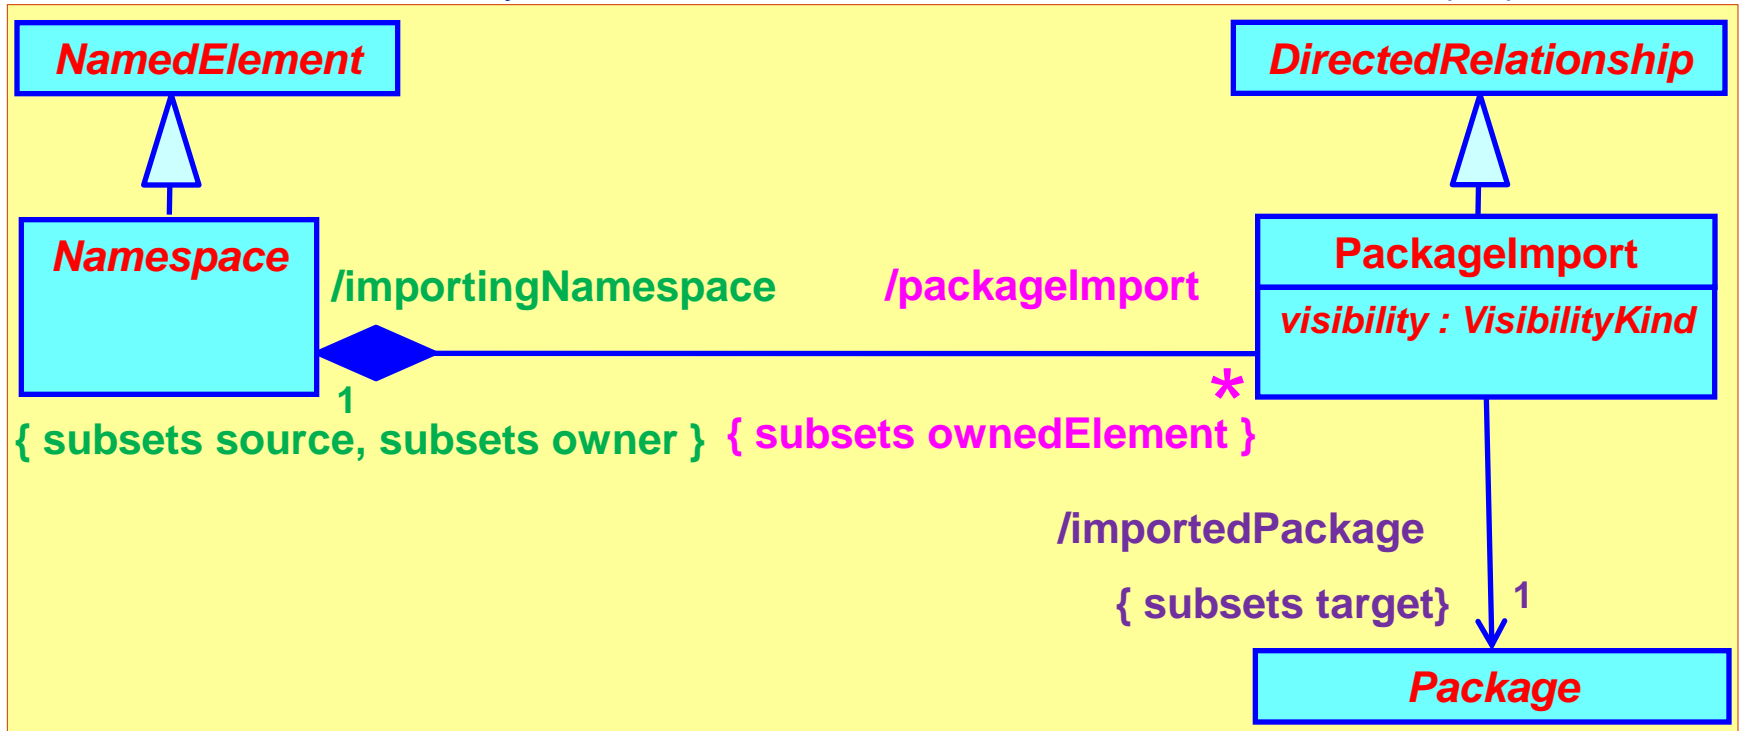 NamedElement
DirectedRelationship
Namespace
PackageImport
/importingNamespace
/packageImport
visibility : VisibilityKind
1
*
{ subsets source, subsets owner }
{ subsets ownedElement }
/importedPackage
{ subsets target}
1
Package